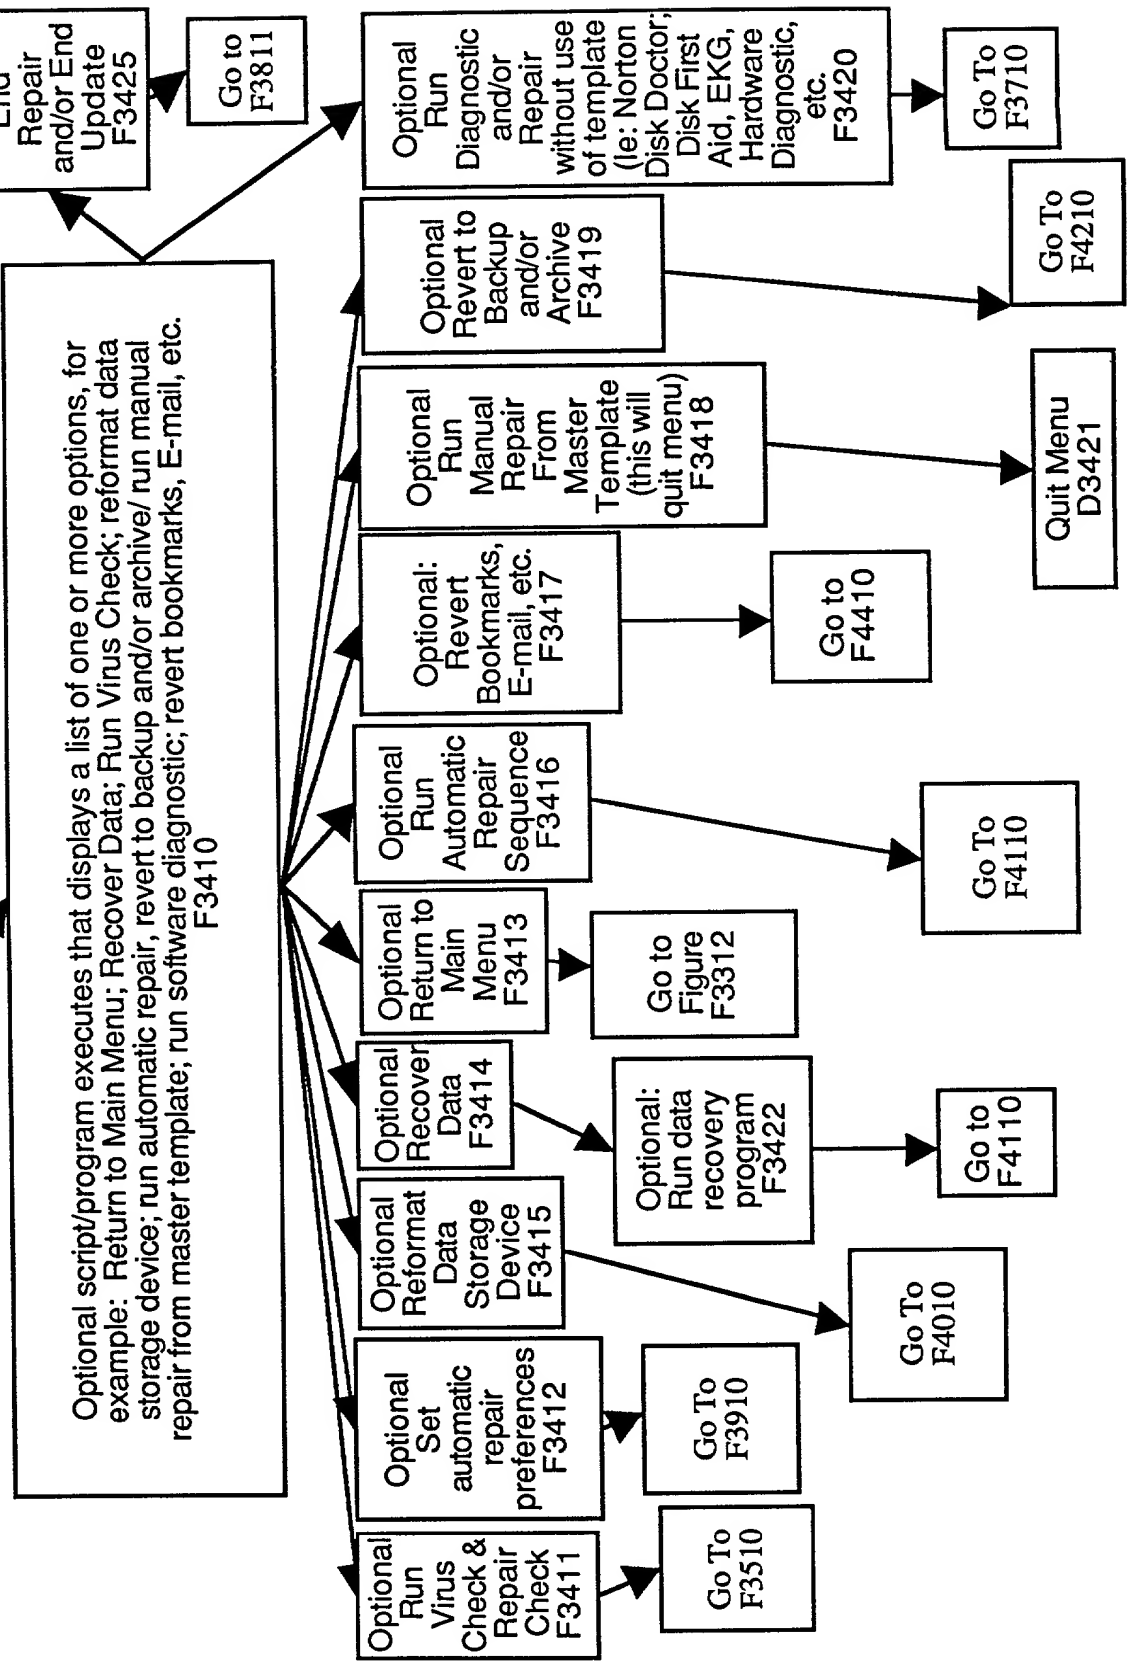 Optional script/program executes that displays a list of one or more options, for
example: Return to Main Menu; Recover Data; Run Virus Check; reformat data
storage device; run automatic repair, revert to backup and/or archive/ run manual
repair from master template; run software diagnostic; revert bookmarks, E-mail, etc.
F3410
Repair
and/or End
Update
F3425
Go to
F3811
Optional
Run
Virus
Check &
Repair
Check
F3411
Go To
F3510
Optional
Set
automatic
repair
preferences
F3412
Go To
F3910
Optional
Reformat
Data
Storage
Device
F3415
Go To
F4010
Optional
Recover
Data
F3414
Optional:
Run data
recovery
program
F3422
Go to
F4110
Optional
Return to
Main
Menu
F3413
Go to
Figure
F3312
Optional
Run
Automatic
Repair
Sequence
F3416
Go To
F4110
Optional:
Revert
Bookmarks,
E-mail, etc.
F3417
Go to
F4410
Optional
Run
Manual
Repair
From
Master
Template
(this will
quit menu)
F3418
Quit Menu
D3421
Optional
Revert to
Backup
and/or
Archive
F3419
Go To
F4210
Optional
Run
Diagnostic
and/or
Repair
without use
of template
(Ie: Norton
Disk Doctor;
Disk First
Aid, EKG,
Hardware
Diagnostic,
etc.
F3420
Go To
F3710